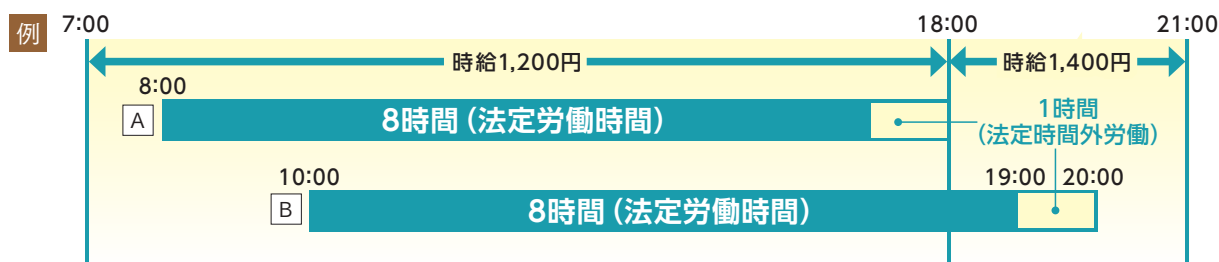 例
7:00 18:00 21:00
時給1,200円 時給1,400円
8:00
A 8時間（法定労働時間）
1時間
（法定時間外労働）
10:00 19:00 20:00
B 8時間（法定労働時間）